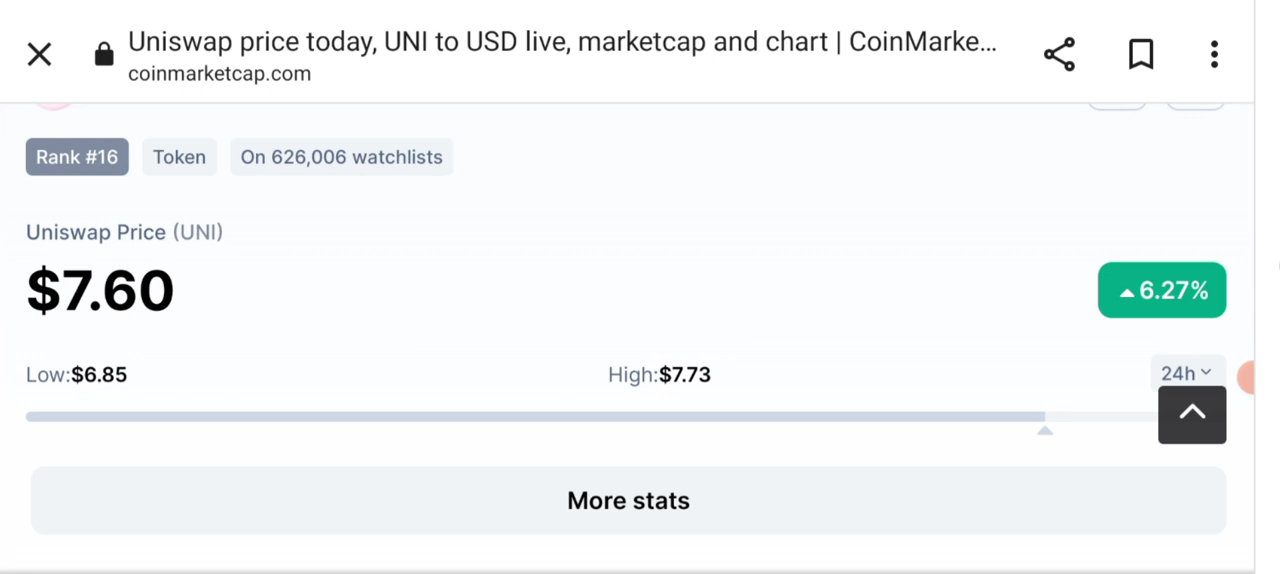 Uniswap price today, UNI to USD live, marketcap and chart | CoinMarke...
coinmarketcap.com
Rank #16 Token On 626,006 watchlists
Uniswap Price (UNI)
$7.60
6.27%
Low:$6.85 High:$7.73 24h
More stats